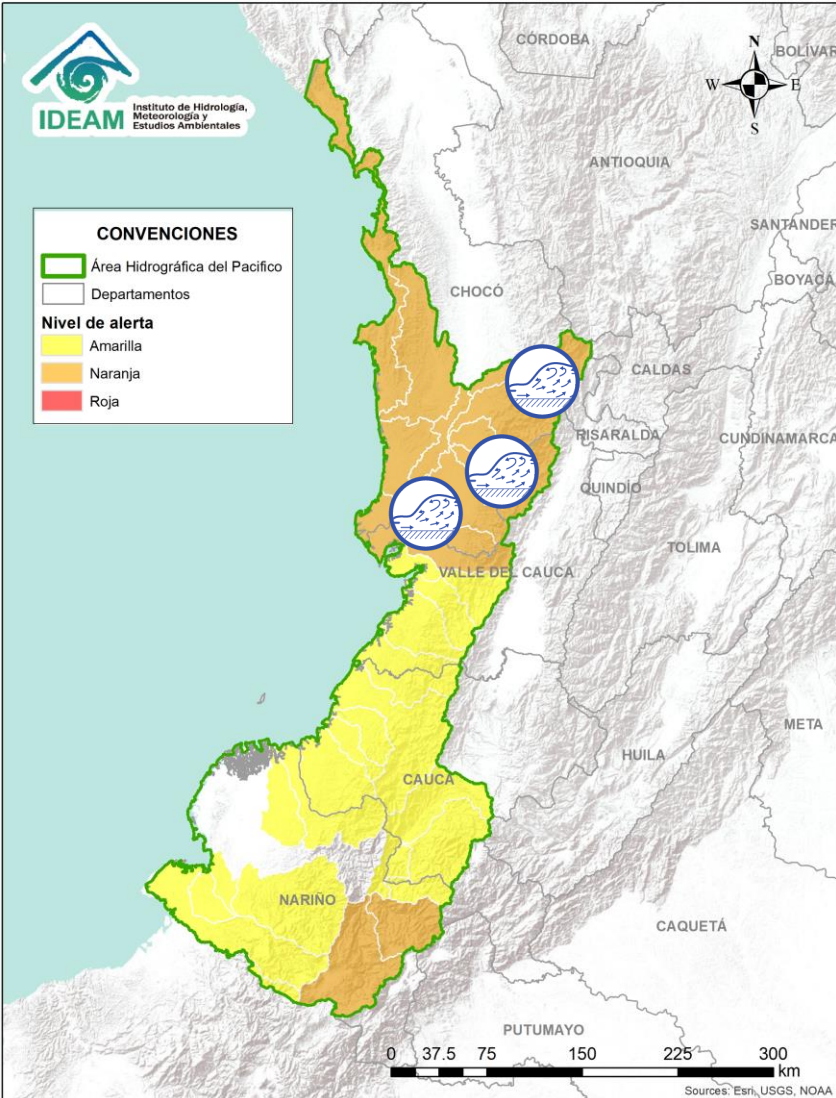 IDEAM
Instituto de Hidrología,
Meteorología y
Estudios Ambientales
CONVENCIONES
Área Hidrográfica del Pacifico
Departamentos
Nivel de alerta
Amarilla
Naranja
Roja
N
W
E
S
CÓRDOBA
BOLÍVAR
ANTIOQUIA
SANTANDER
BOYACÁ
CHOCÓ
CALDAS
RISARALDA
CUNDINAMARCA
QUINDÍO
TOLIMA
VALLE DEL CAUCA
META
HUILA
CAUCA
NARIÑO
CAQUETÁ
PUTUMAYO
0 37.5 75 150 225 300
km
Sources: Esri, USGS, NOAA